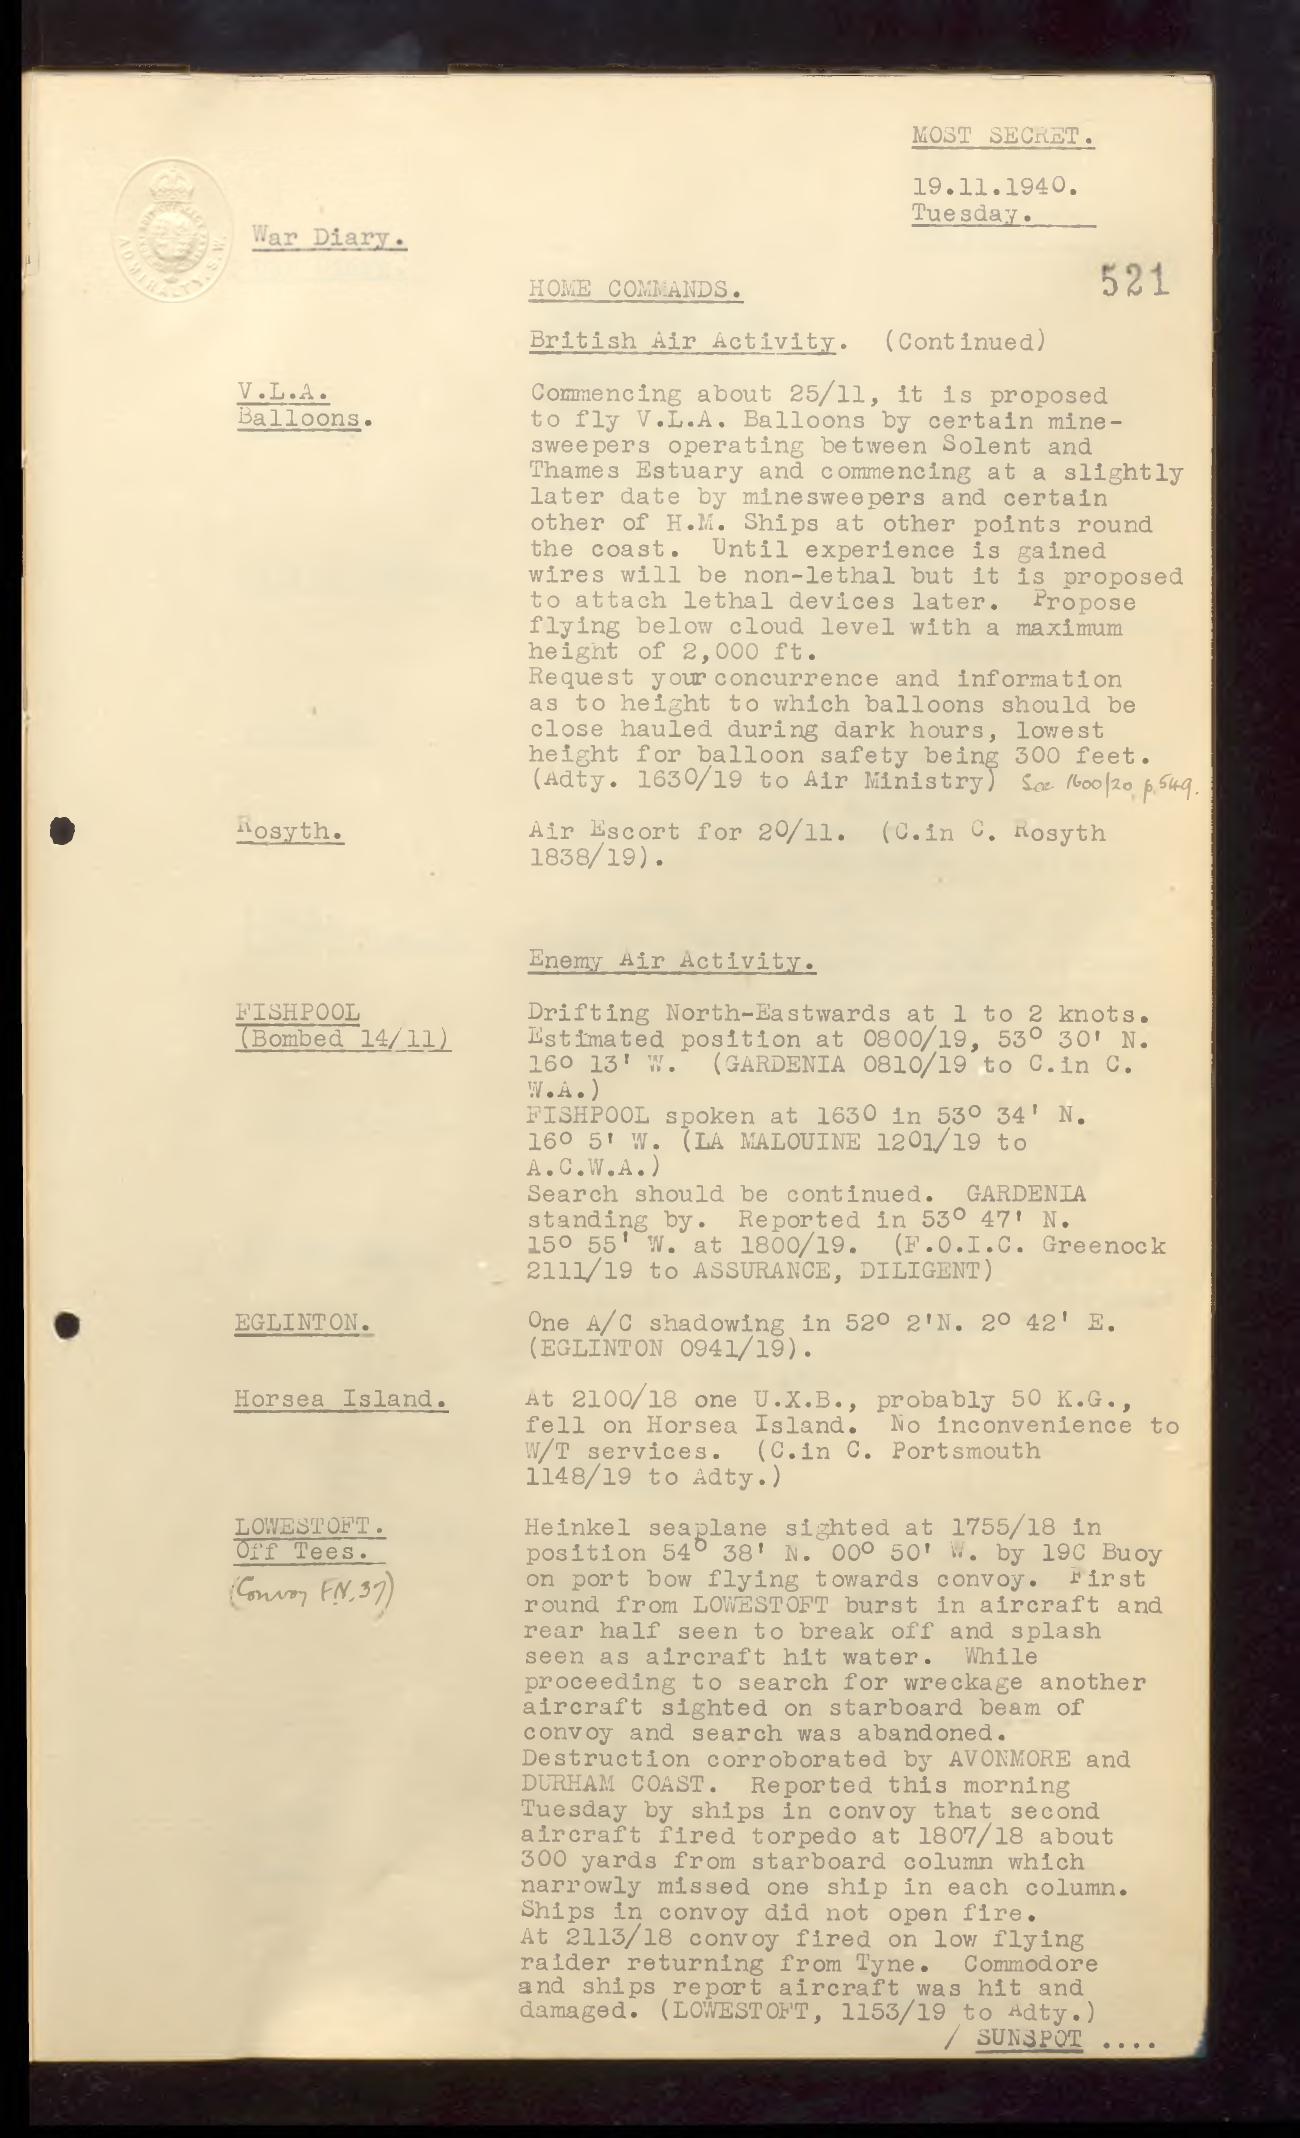 MOST SECRET.
19.11.1940.
Tuesday.
ADMIRALTY. S.W.
War Diary.
521
HOME COMMANDS.
British Air Activity. (Continued)
V.L.A.
Balloons.
Commencing about 25/11, it is proposed
to fly V.L.A. Balloons by certain mine-
sweepers operating between Solent and
Thames Estuary and commencing at a slightly
later date by minesweepers and certain
other of H.M. Ships at other points round
the coast. Until experience is gained
wires will be non-lethal but it is proposed
to attach lethal devices later. Propose
flying below cloud level with a maximum
height of 2,000 ft.
Request your concurrence and information
as to height to which balloons should be
close hauled during dark hours, lowest
height for balloon safety being 300 feet.
(Adty. 1630/19 to Air Ministry) See 1600/20 p.549.
Rosyth.
Air Escort for 20/11. (C.in C. Rosyth
1838/19).
Enemy Air Activity.
FISHPOOL
(Bombed 14/11)
Drifting North-Eastwards at 1 to 2 knots.
Estimated position at 0800/19, 53° 30' N.
16° 13' W. (GARDENIA 0810/19 to C.in C.
W.A.)
FISHPOOL spoken at 1630 in 53° 34' N.
16° 5' W. (LA MALOUINE 1201/19 to
A.C.W.A.)
Search should be continued. GARDENIA
standing by. Reported in 53° 47' N.
15° 55' W. at 1800/19. (F.O.I.C. Greenock
2111/19 to ASSURANCE, DILIGENT)
EGLINTON.
One A/C shadowing in 52° 2'N. 2° 42' E.
(EGLINTON 0941/19).
Horsea Island.
At 2100/18 one U.X.B., probably 50 K.G.,
fell on Horsea Island. No inconvenience to
W/T services. (C.in C. Portsmouth
1148/19 to Adty.)
LOWESTOFT.
Off Tees.
(Convoy FN.37)
Heinkel seaplane sighted at 1755/18 in
position 54° 38' N. 00° 50' W. by 19C Buoy
on port bow flying towards convoy. First
round from LOWESTOFT burst in aircraft and
rear half seen to break off and splash
seen as aircraft hit water. While
proceeding to search for wreckage another
aircraft sighted on starboard beam of
convoy and search was abandoned.
Destruction corroborated by AVONMORE and
DURHAM COAST. Reported this morning
Tuesday by ships in convoy that second
aircraft fired torpedo at 1807/18 about
300 yards from starboard column which
narrowly missed one ship in each column.
Ships in convoy did not open fire.
At 2113/18 convoy fired on low flying
raider returning from Tyne. Commodore
and ships report aircraft was hit and
damaged. (LOWESTOFT, 1153/19 to Adty.)
/ SUNSPOT ....